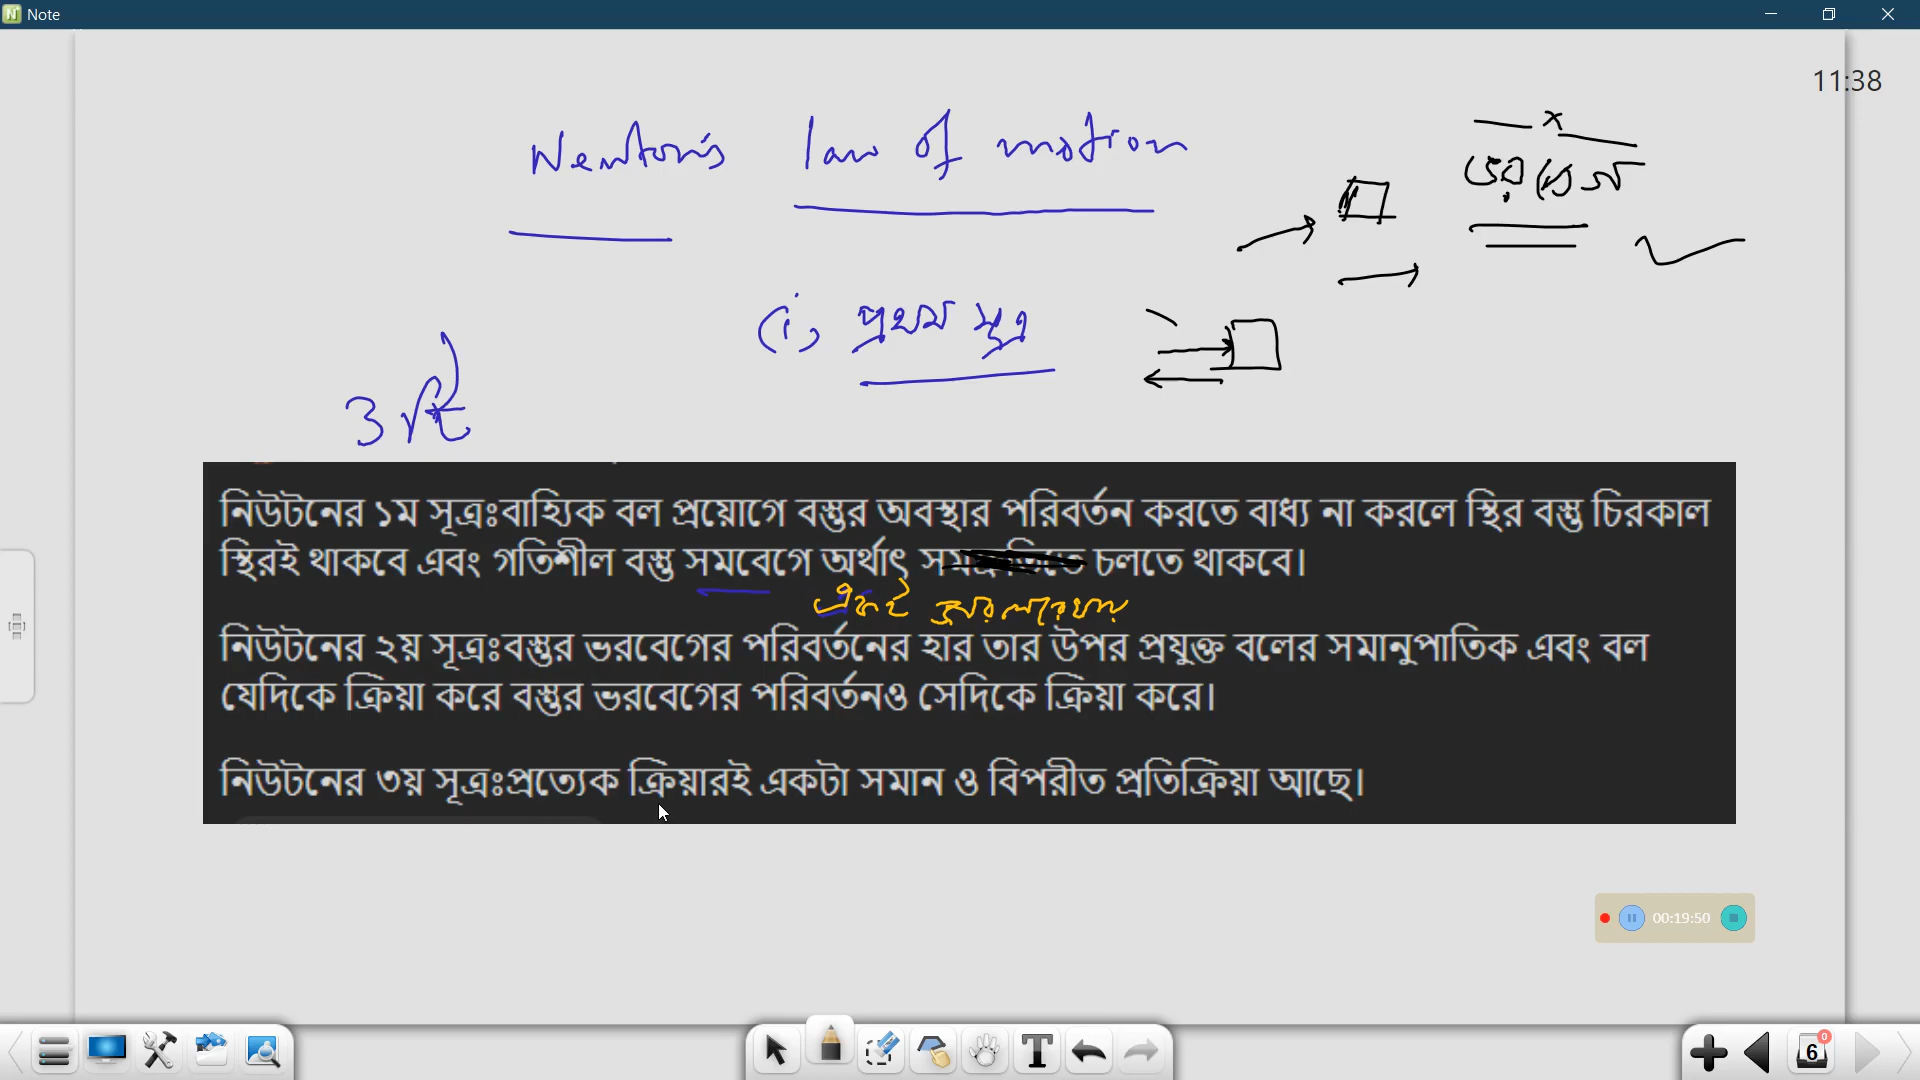 Note
11:38
Newton's law of motion
(i) প্রথম সূত্র
3 টি
নিউটনের ১ম সূত্রঃবাহ্যিক বল প্রয়োগে বস্তুর অবস্থার পরিবর্তন করতে বাধ্য না করলে স্থির বস্তু চিরকাল
স্থিরই থাকবে এবং গতিশীল বস্তু সমবেগে অর্থাৎ চলতে থাকবে।
একই সরলরেখায়
নিউটনের ২য় সূত্রঃবস্তুর ভরবেগের পরিবর্তনের হার তার উপর প্রযুক্ত বলের সমানুপাতিক এবং বল
যেদিকে ক্রিয়া করে বস্তুর ভরবেগের পরিবর্তনও সেদিকে ক্রিয়া করে।
নিউটনের ৩য় সূত্রঃপ্রত্যেক ক্রিয়ারই একটা সমান ও বিপরীত প্রতিক্রিয়া আছে।
00:19:50
T
6
0